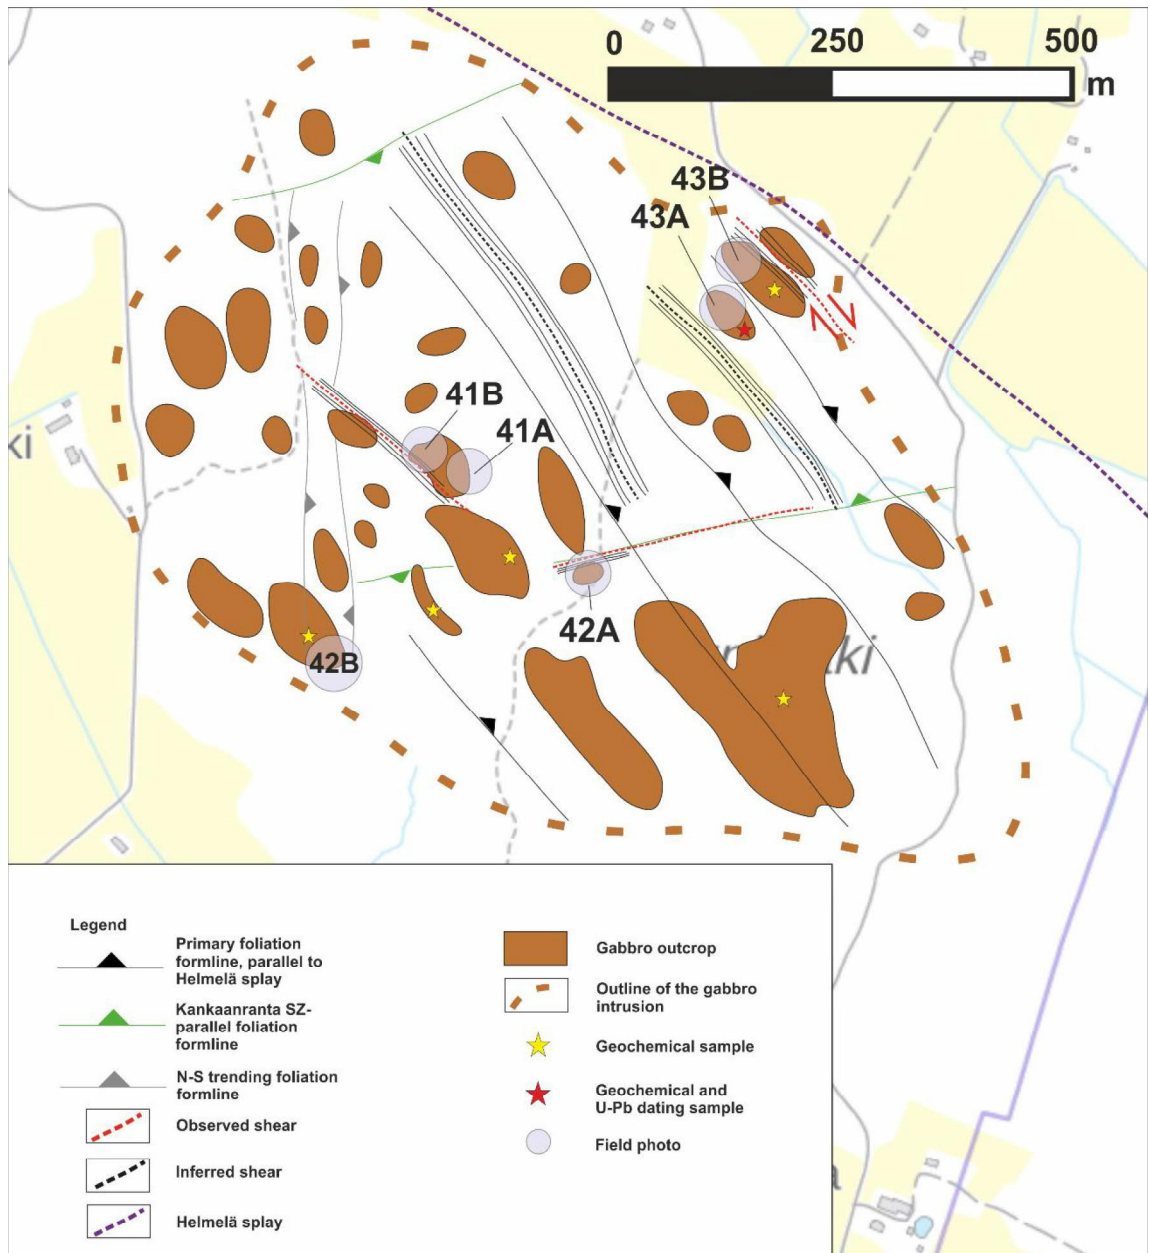 0 250 500
m
43B
43A
41B
41A
ki
42A
ki
42B
Legend
Primary foliation
formline, parallel to
Helmelä splay
Kankaanranta SZ-
parallel foliation
formline
N-S trending foliation
formline
Observed shear
Inferred shear
Helmelä splay
Gabbro outcrop
Outline of the gabbro
intrusion
Geochemical sample
Geochemical and
U-Pb dating sample
Field photo
a